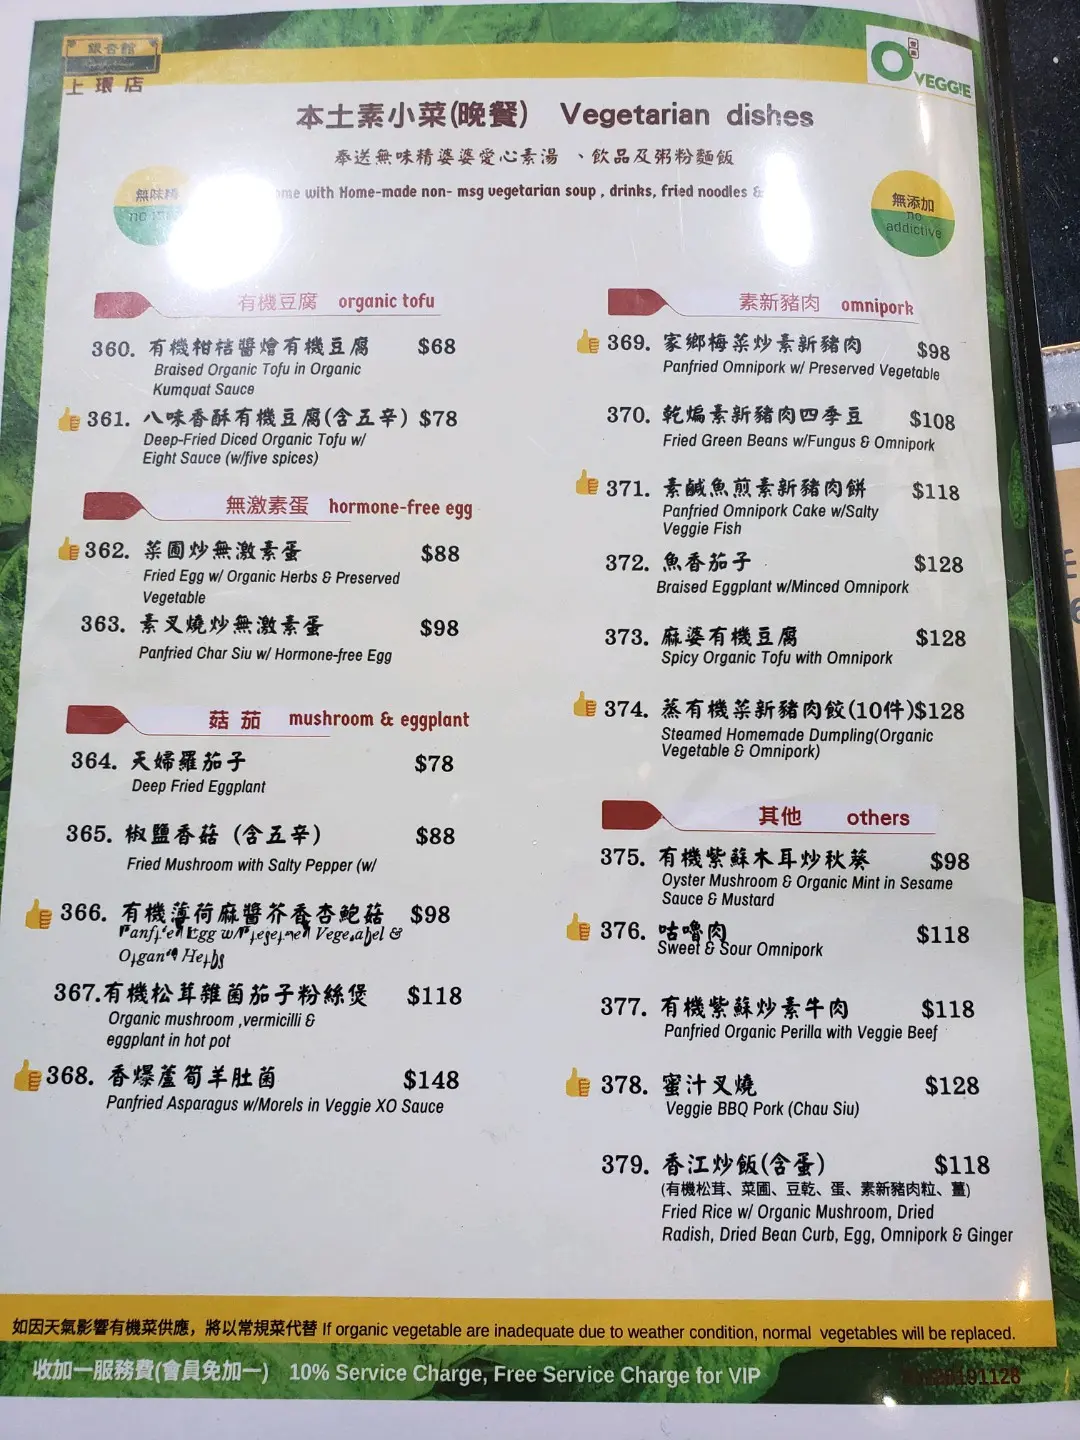 銀杏館
上環店
O VEGGIE
本土素小菜(晚餐) Vegetarian dishes
奉送無味精婆婆愛心素湯 、飲品及粥粉麵飯
with Home-made non- msg vegetarian soup , drinks, fried noodles &
無味精
no
無添加
no
addictive
有機豆腐 organic tofu
360. 有機柑桔醬燴有機豆腐 $68
Braised Organic Tofu in Organic
Kumquat Sauce
361. 八味香酥有機豆腐(含五辛) $78
Deep-Fried Diced Organic Tofu w/
Eight Sauce (w/five spices)
無激素蛋 hormone-free egg
362. 菜圃炒無激素蛋 $88
Fried Egg w/ Organic Herbs & Preserved
Vegetable
363. 素叉燒炒無激素蛋 $98
Panfried Char Siu w/ Hormone-free Egg
菇 茄 mushroom & eggplant
364. 天婦羅茄子 $78
Deep Fried Eggplant
365. 椒鹽香菇 (含五辛) $88
Fried Mushroom with Salty Pepper (w/
366. 有機薄荷麻醬芥香杏鮑菇 $98
Egg &
367.有機松茸雜菌茄子粉絲煲 $118
Organic mushroom ,vermicilli &
eggplant in hot pot
368. 香爆蘆筍羊肚菌 $148
Panfried Asparagus w/Morels in Veggie XO Sauce
素新豬肉 omnipork
369. 家鄉梅菜炒素新豬肉 $98
Panfried Omnipork w/ Preserved Vegetable
370. 乾煸素新豬肉四季豆 $108
Fried Green Beans w/Fungus & Omnipork
371. 素鹹魚煎素新豬肉餅 $118
Panfried Omnipork Cake w/Salty
Veggie Fish
372. 魚香茄子 $128
Braised Eggplant w/Minced Omnipork
373. 麻婆有機豆腐 $128
Spicy Organic Tofu with Omnipork
374. 蒸有機菜新豬肉餃(10件)$128
Steamed Homemade Dumpling(Organic
Vegetable & Omnipork)
其他 others
375. 有機紫蘇木耳炒秋葵 $98
Oyster Mushroom & Organic Mint in Sesame
Sauce & Mustard
376. 咕嚕肉 $118
Sweet & Sour Omnipork
377. 有機紫蘇炒素牛肉 $118
Panfried Organic Perilla with Veggie Beef
378. 蜜汁叉燒 $128
Veggie BBQ Pork (Chau Siu)
379. 香江炒飯(含蛋) $118
(有機松茸、菜圃、豆乾、蛋、素新豬肉粒、薑)
Fried Rice w/ Organic Mushroom, Dried
Radish, Dried Bean Curb, Egg, Omnipork & Ginger
如因天氣影響有機菜供應，將以常規菜代替 If organic vegetable are inadequate due to weather condition, normal vegetables will be replaced.
收加一服務費(會員免加一) 10% Service Charge, Free Service Charge for VIP